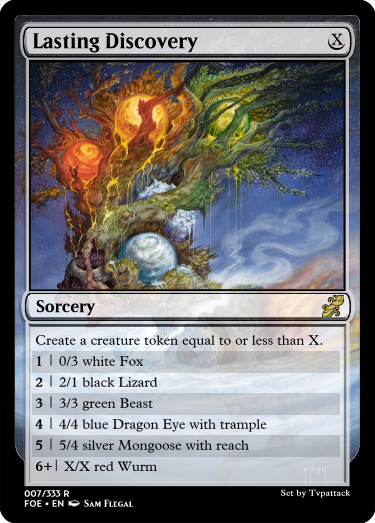 Lasting Discovery X
Sorcery
Create a creature token equal to or less than X.
1 | 0/3 white Fox
2 | 2/1 black Lizard
3 | 3/3 green Beast
4 | 4/4 blue Dragon Eye with trample
5 | 5/4 silver Mongoose with reach
6+| X/X red Wurm
007/333 R
FOE • EN Sam Flegal
Set by Tvpattack